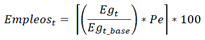 Empleos_t = [(Eg_t / Eg_t_base) * Pe] * 100